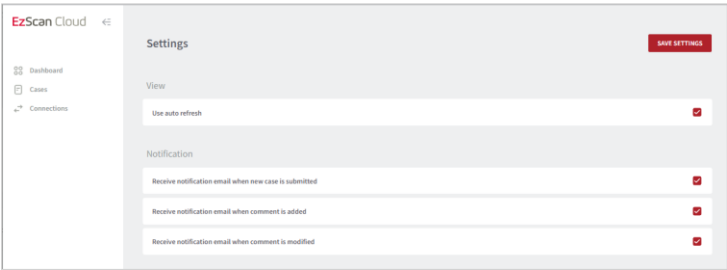 EzScan Cloud
Dashboard
Cases
Connections
Settings
SAVE SETTINGS
View
Use auto refresh
Notification
Receive notification email when new case is submitted
Receive notification email when comment is added
Receive notification email when comment is modified